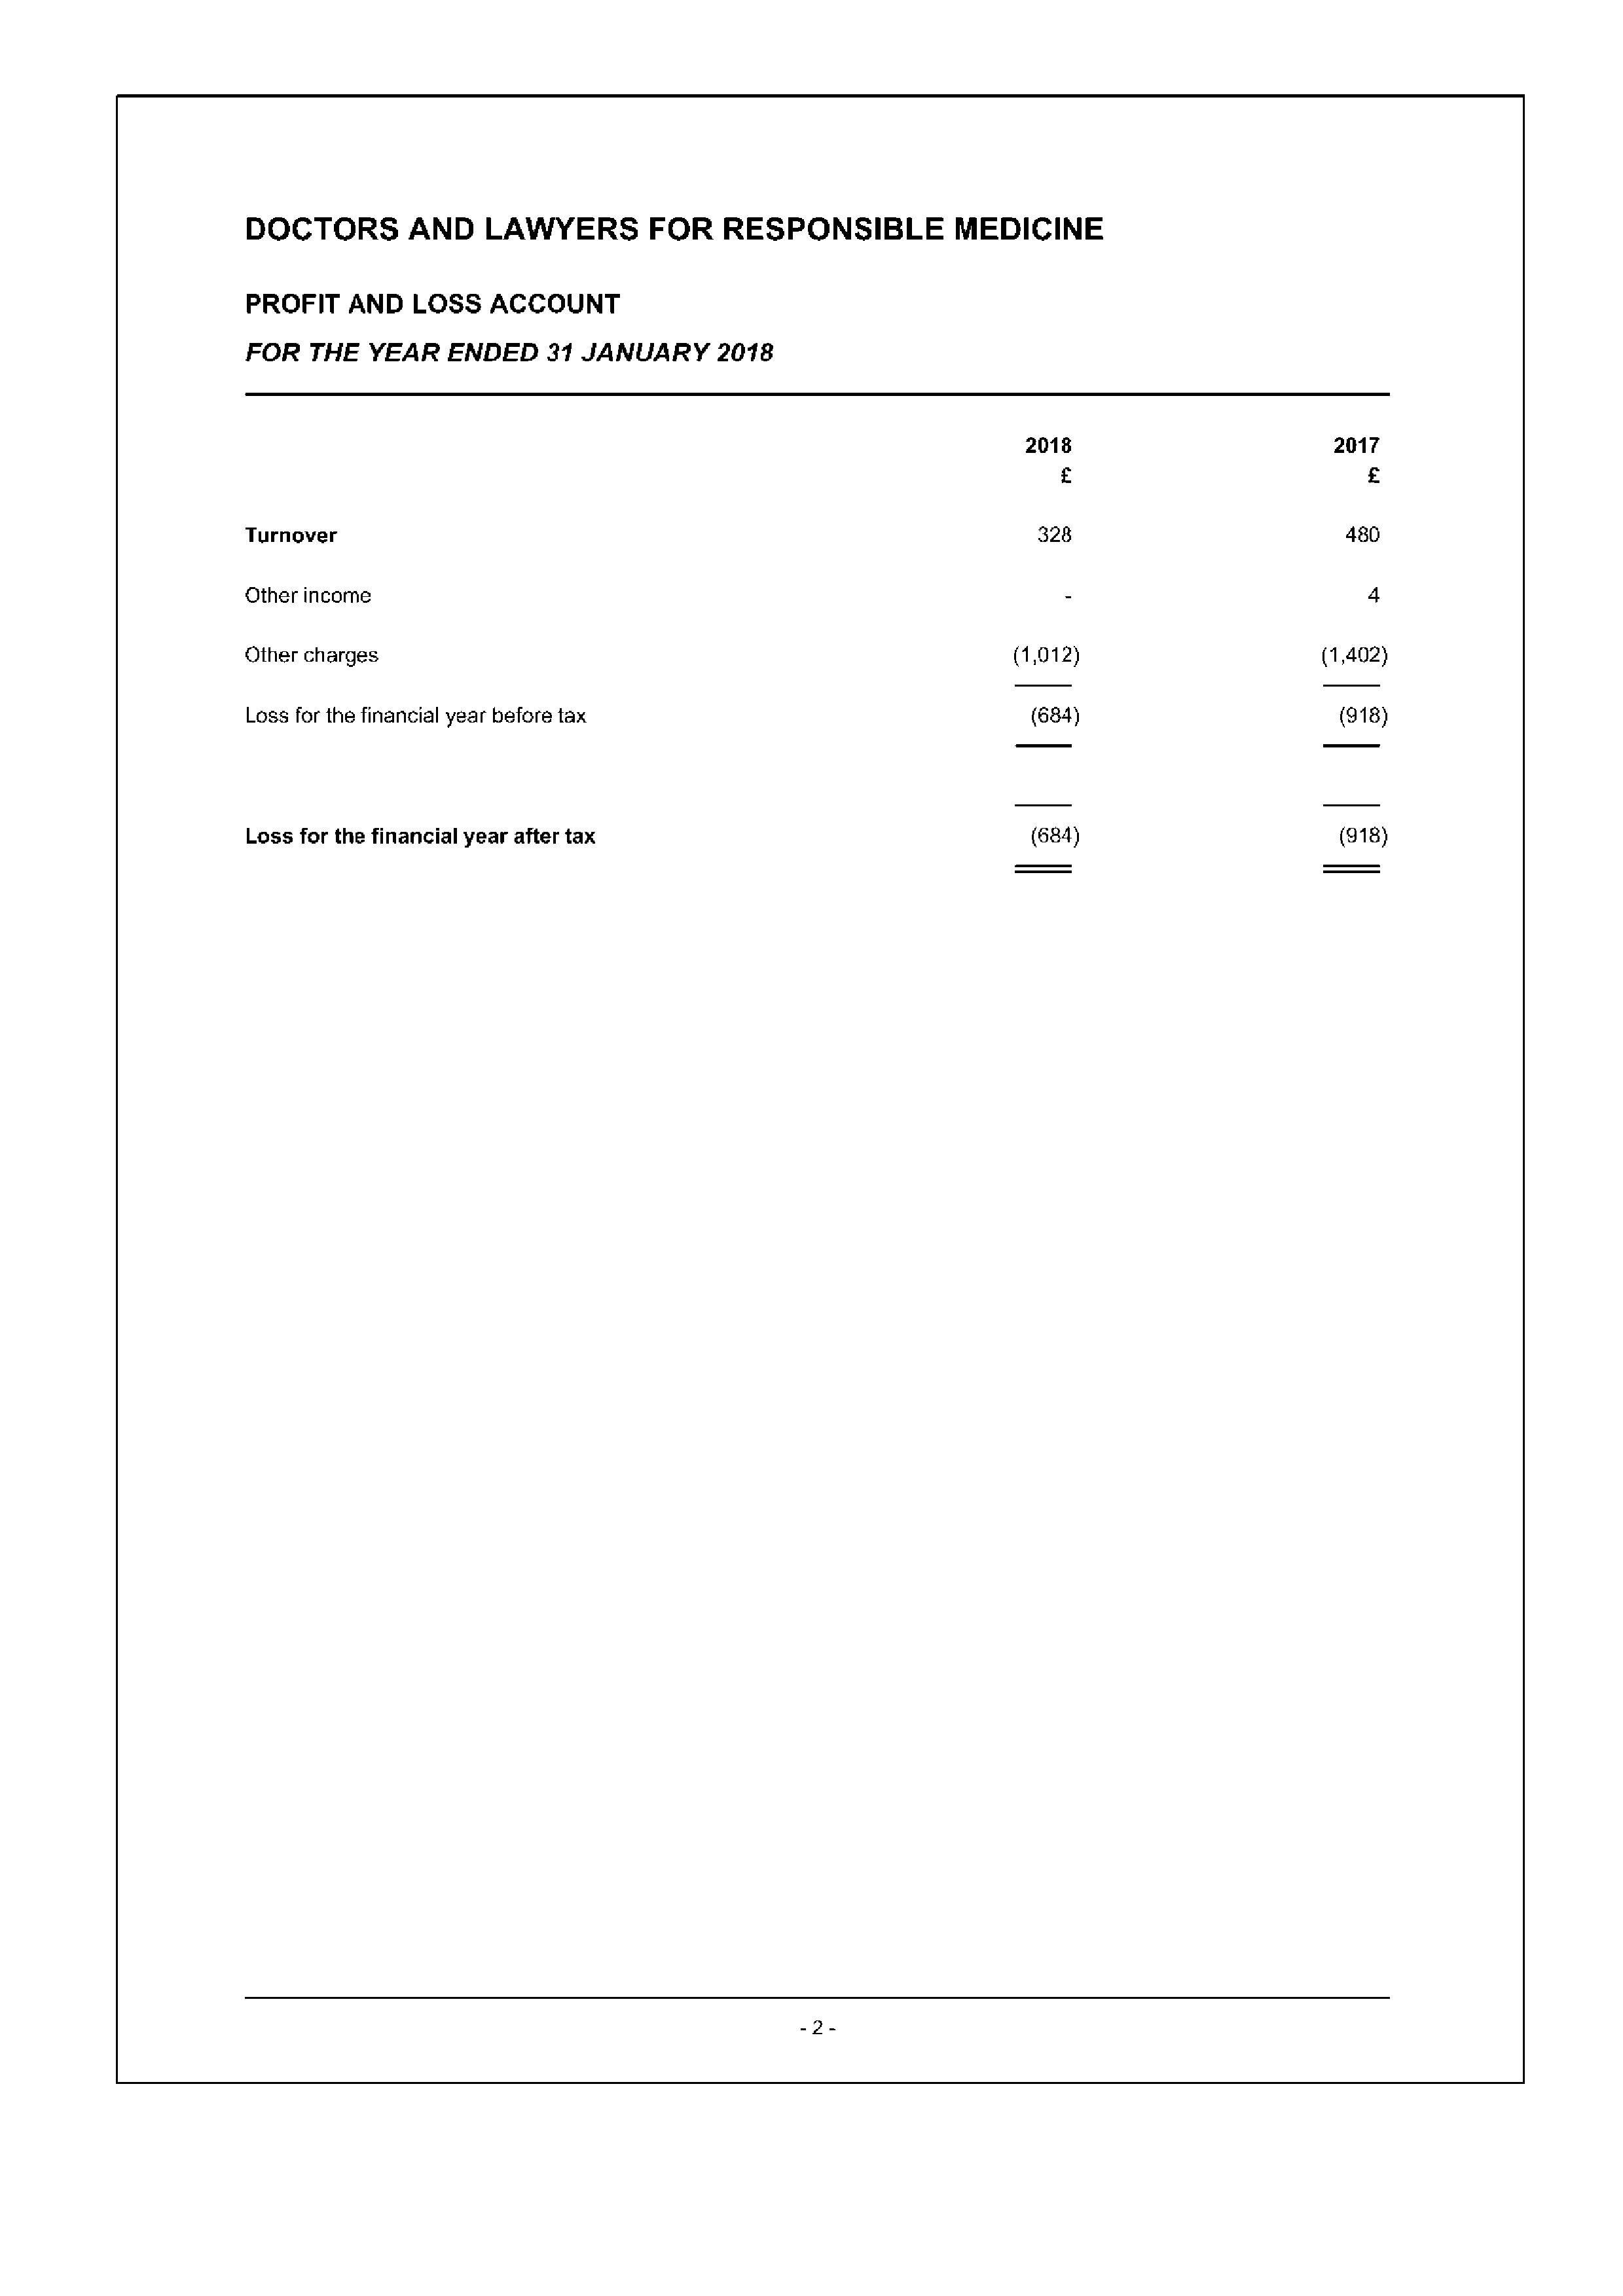 DOCTORS AND LAWYERS FOR RESPONSIBLE MEDICINE
PROFIT AND LOSS ACCOUNT
FOR THE YEAR ENDED 31 JANUARY 2018
2018 2017
£ £
Turnover 328 480
Other income - 4
Other charges (1,012) (1,402)
Loss for the financial year before tax (684) (918)
Loss for the financial year after tax (684) (918)
- 2 -